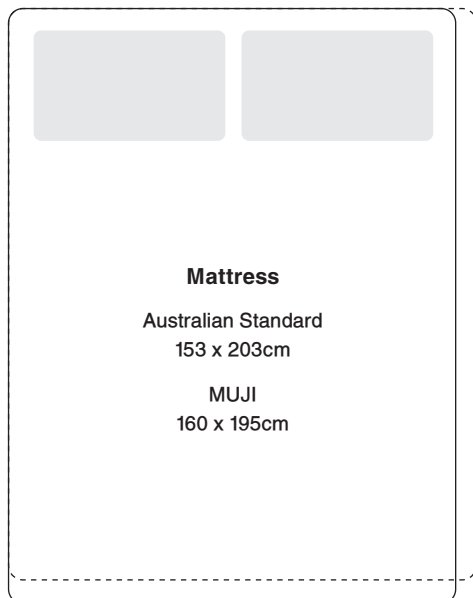 Mattress
Australian Standard
153 x 203cm
MUJI
160 x 195cm